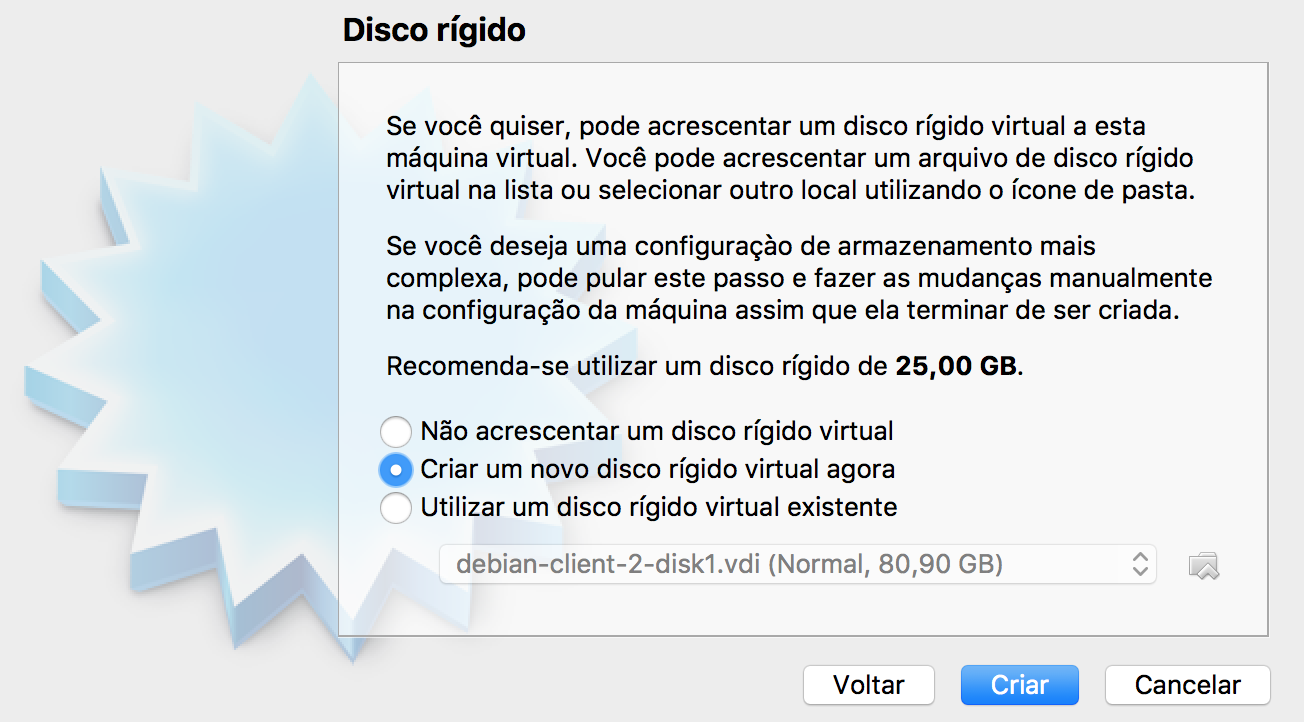 Disco rígido
Se você quiser, pode acrescentar um disco rígido virtual a esta
máquina virtual. Você pode acrescentar um arquivo de disco rígido
virtual na lista ou selecionar outro local utilizando o ícone de pasta.
Se você deseja uma configuraçào de armazenamento mais
complexa, pode pular este passo e fazer as mudanças manualmente
na configuração da máquina assim que ela terminar de ser criada.
Recomenda-se utilizar um disco rígido de 25,00 GB.
Não acrescentar um disco rígido virtual
Criar um novo disco rígido virtual agora
Utilizar um disco rígido virtual existente
debian-client-2-disk1.vdi (Normal, 80,90 GB)
Voltar Criar Cancelar